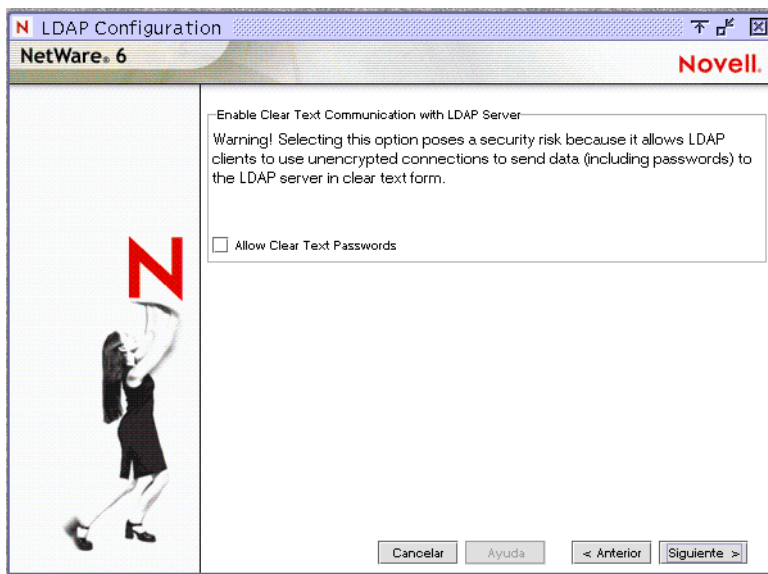 N LDAP Configuration
NetWare® 6
Novell®
Enable Clear Text Communication with LDAP Server
Warning! Selecting this option poses a security risk because it allows LDAP
clients to use unencrypted connections to send data (including passwords) to
the LDAP server in clear text form.
Allow Clear Text Passwords
N
Cancelar
Ayuda
< Anterior
Siguiente >